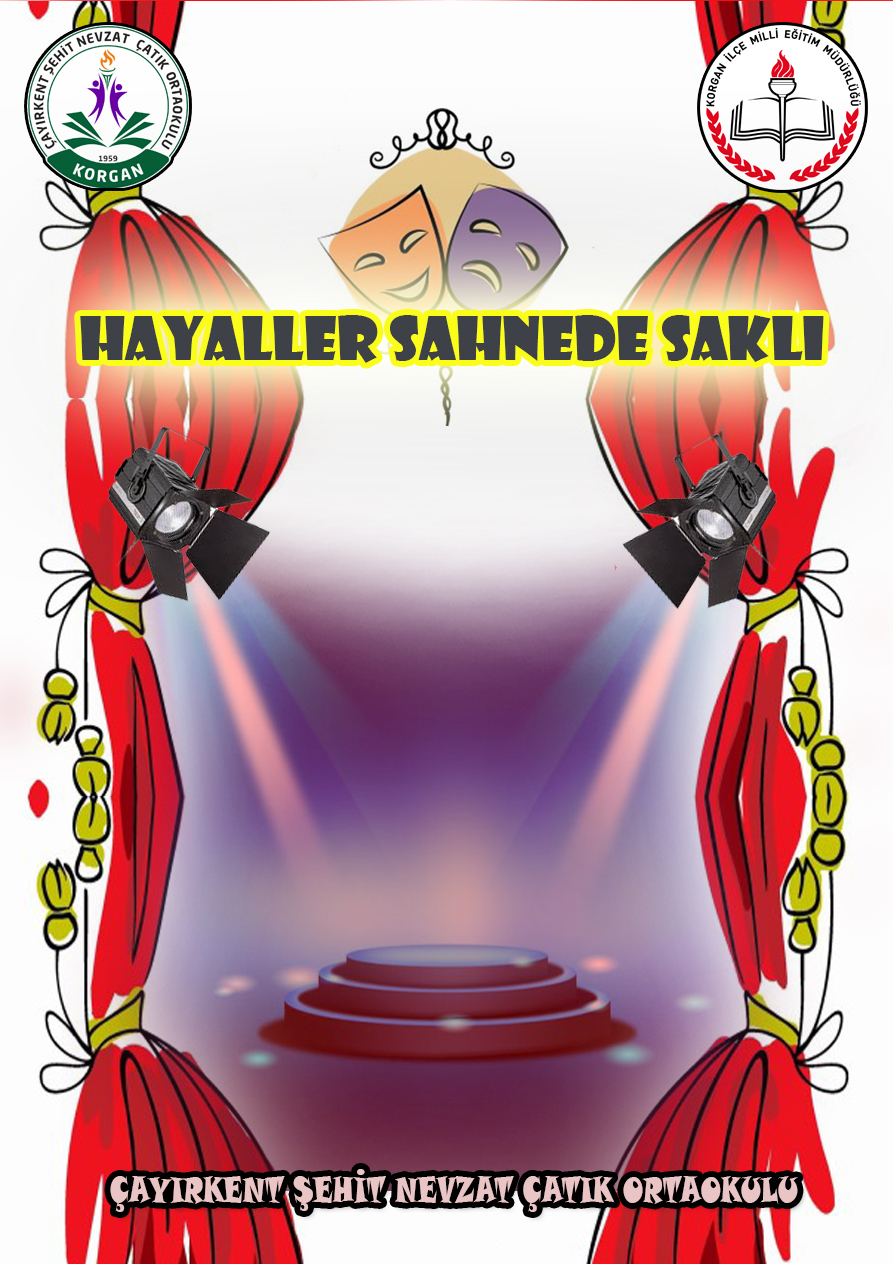 ÇAYIRKENT ŞEHİT NEVZAT ÇATIK ORTAOKULU
1959
KORGAN
KORGAN İLÇE MİLLİ EĞİTİM MÜDÜRLÜĞÜ
HAYALLER SAHNEDE SAKLI
ÇAYIRKENT ŞEHİT NEVZAT ÇATIK ORTAOKULU